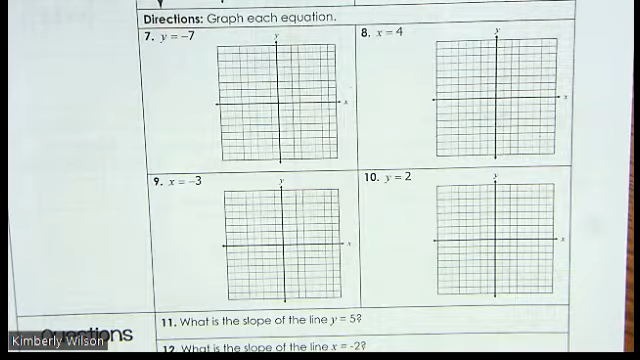 Directions: Graph each equation.
7. y = –7
8. x = 4
y
y
x
x
9. x = –3
10. y = 2
y
y
x
x
11. What is the slope of the line y = 5?
Questions
Kimberly Wilson
12. What is the slope of the line x = -2?